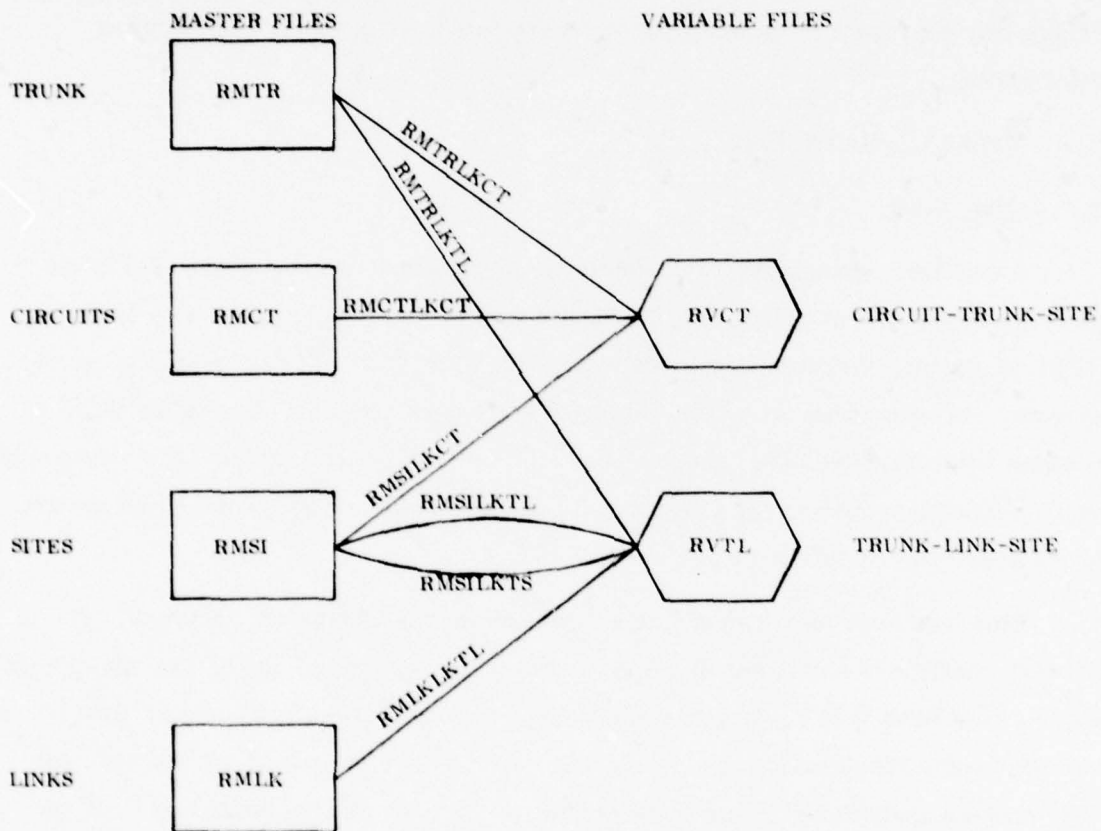 MASTER FILES
VARIABLE FILES
TRUNK
RMTR
RMTRLKCT
RMTRLKTL
CIRCUITS
RMCT
RMCTLKCT
RVCT
CIRCUIT-TRUNK-SITE
RMSILKCT
SITES
RMSI
RMSILKTL
RMSILKTS
RVTL
TRUNK-LINK-SITE
RMLKLKTL
LINKS
RMLK